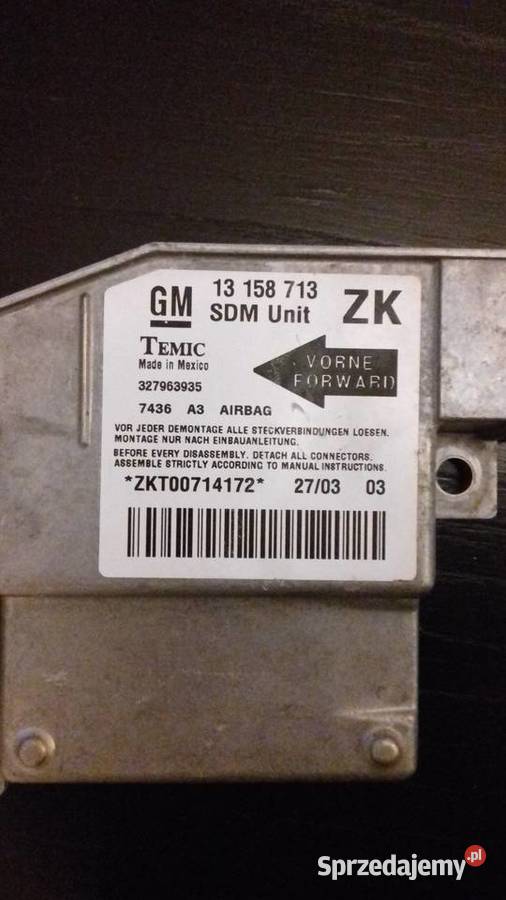 GM 13 158 713 ZK
SDM Unit
TEMIC
Made in Mexico
VORNE
FORWARD
327963935
7436 A3 AIRBAG
VOR JEDER DEMONTAGE ALLE STECKVERBINDUNGEN LOESEN.
MONTAGE NUR NACH EINBAUANLEITUNG.
BEFORE EVERY DISASSEMBLY. DETACH ALL CONNECTORS.
ASSEMBLE STRICTLY ACCORDING TO MANUAL INSTRUCTIONS.
*ZKT00714172* 27/03 03
Sprzedajemy.pl